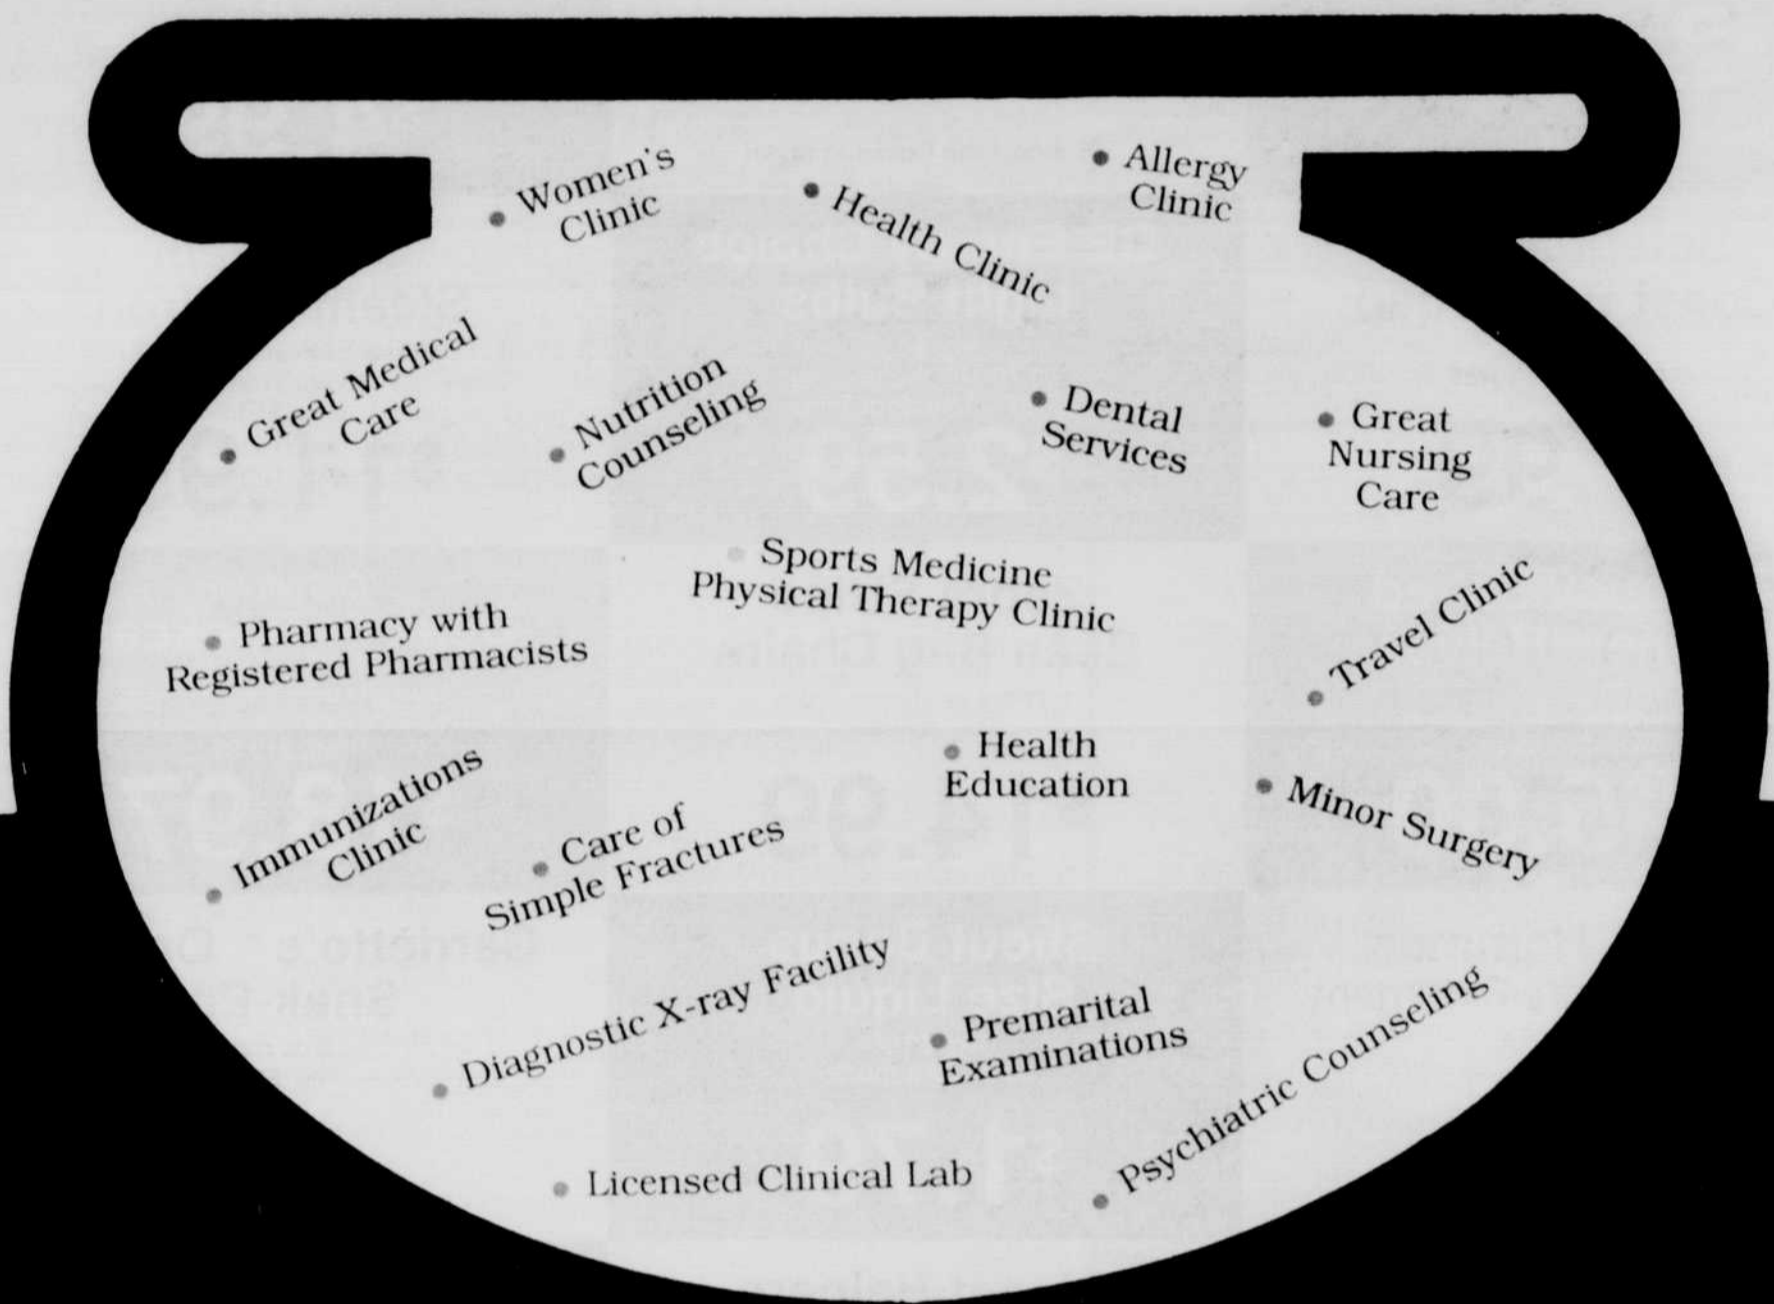 • Women's
Clinic
• Health Clinic
• Allergy
Clinic
• Great Medical
Care
• Nutrition
Counseling
• Dental
Services
• Great
Nursing
Care
• Sports Medicine
Physical Therapy Clinic
• Pharmacy with
Registered Pharmacists
• Travel Clinic
• Health
Education
• Minor Surgery
• Immunizations
Clinic
• Care of
Simple Fractures
• Diagnostic X-ray Facility
• Premarital
Examinations
• Psychiatric Counseling
• Licensed Clinical Lab